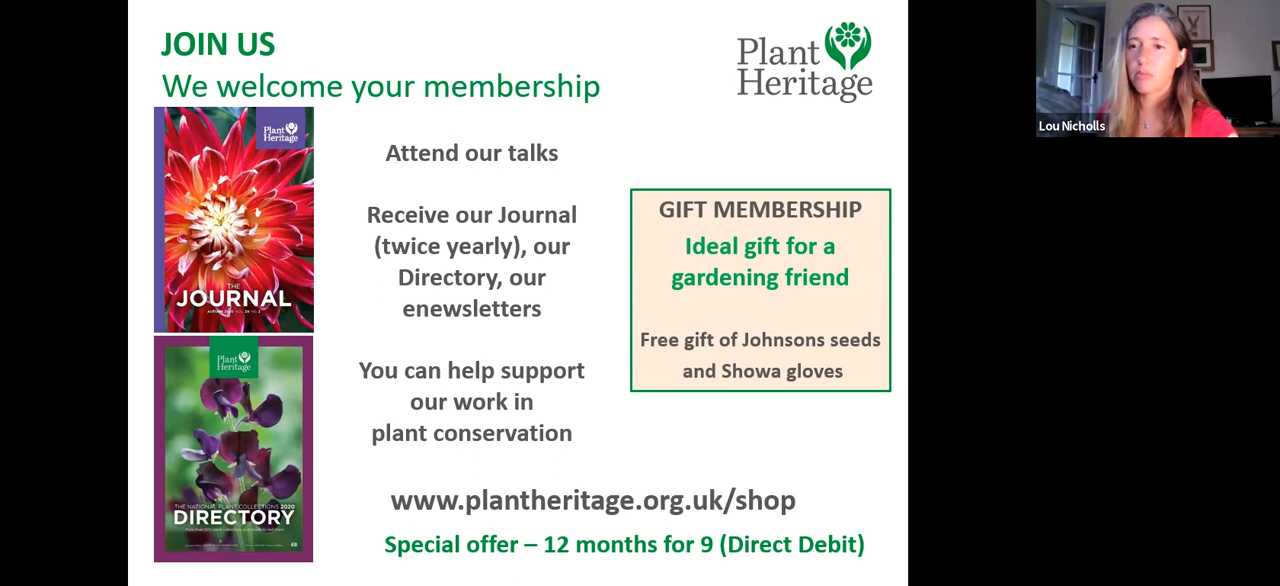 JOIN US
We welcome your membership
Plant
Heritage
Plant
Heritage
THE
JOURNAL
Attend our talks
Receive our Journal
(twice yearly), our
Directory, our
enewsletters
You can help support
our work in
plant conservation
GIFT MEMBERSHIP
Ideal gift for a
gardening friend
Free gift of Johnsons seeds
and Showa gloves
Plant
Heritage
THE NATIONAL PLANT COLLECTIONS 2020
DIRECTORY
£8
www.plantheritage.org.uk/shop
Special offer – 12 months for 9 (Direct Debit)
Lou Nicholls